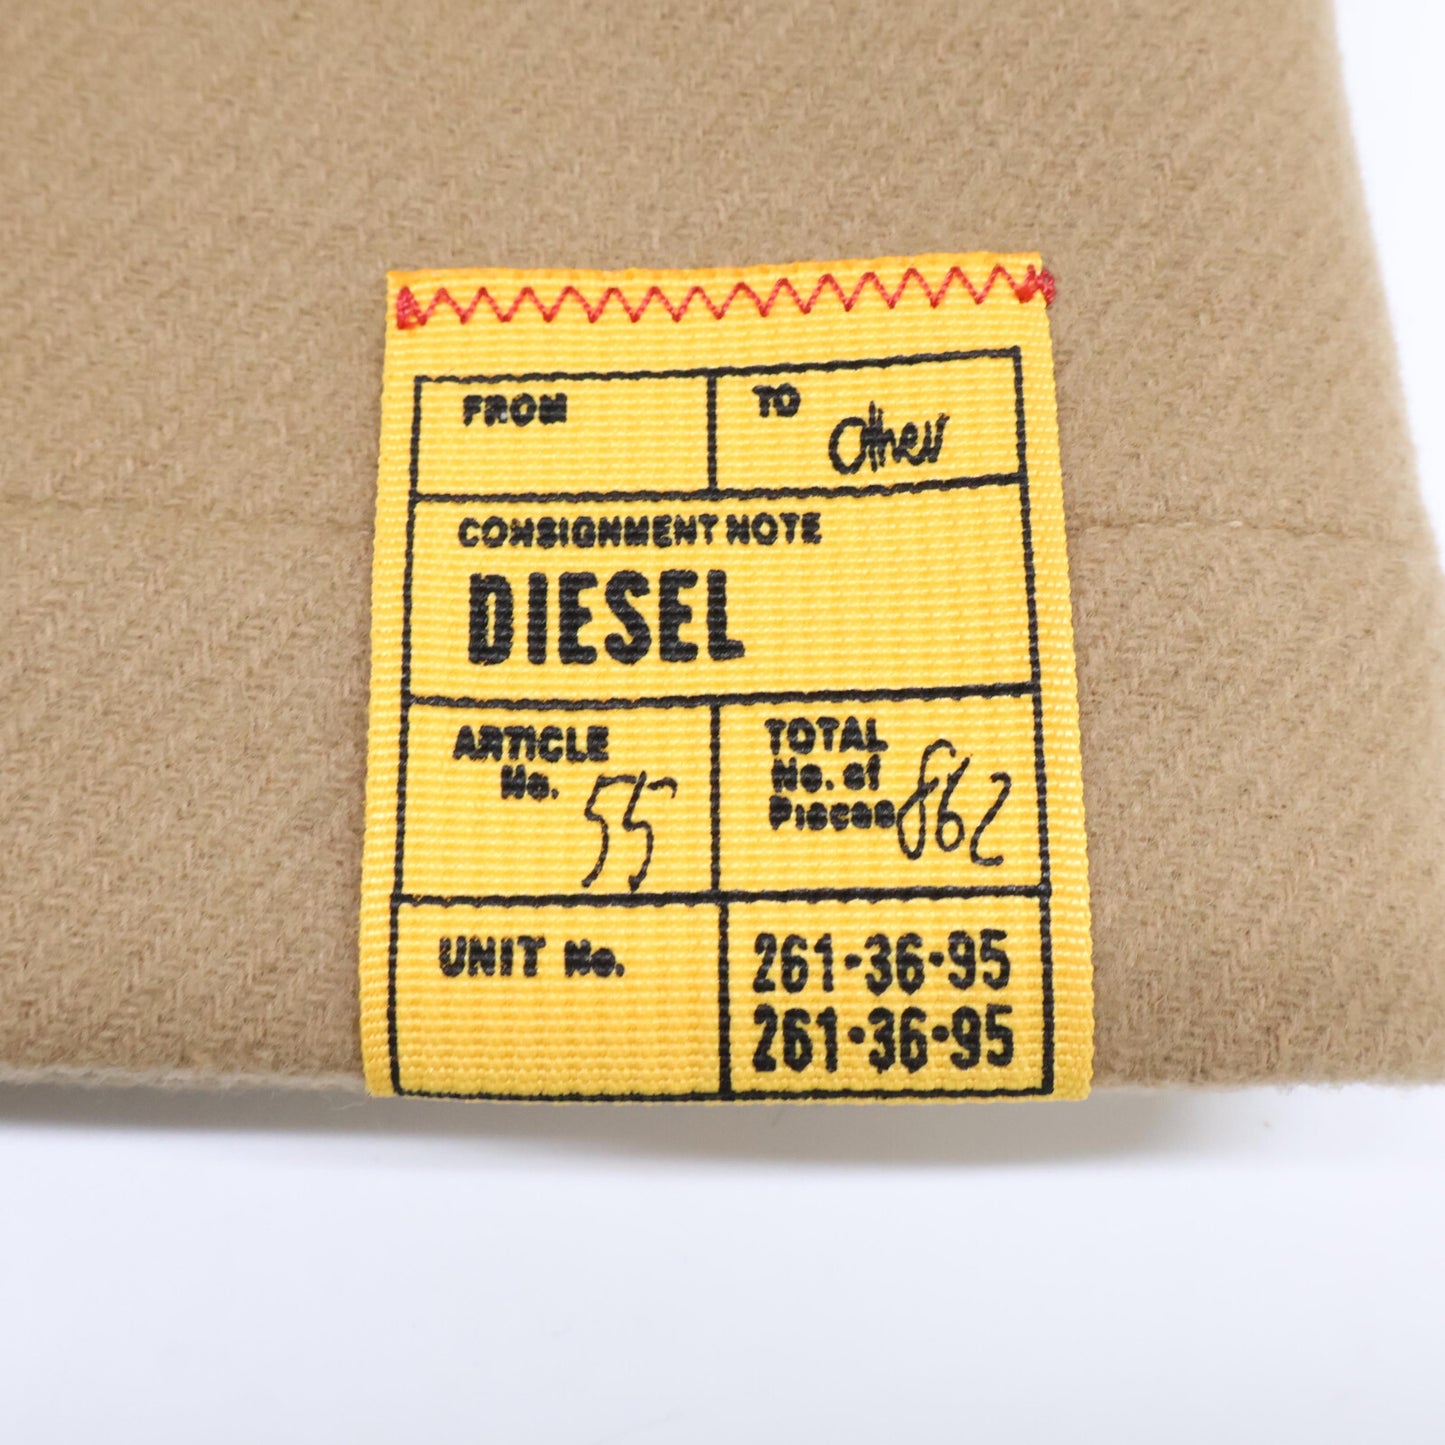 FROM
TO
Other
CONSIGNMENT NOTE
DIESEL
ARTICLE
No. 55
TOTAL
No. of
Pieces 862
UNIT No.
261-36-95
261-36-95